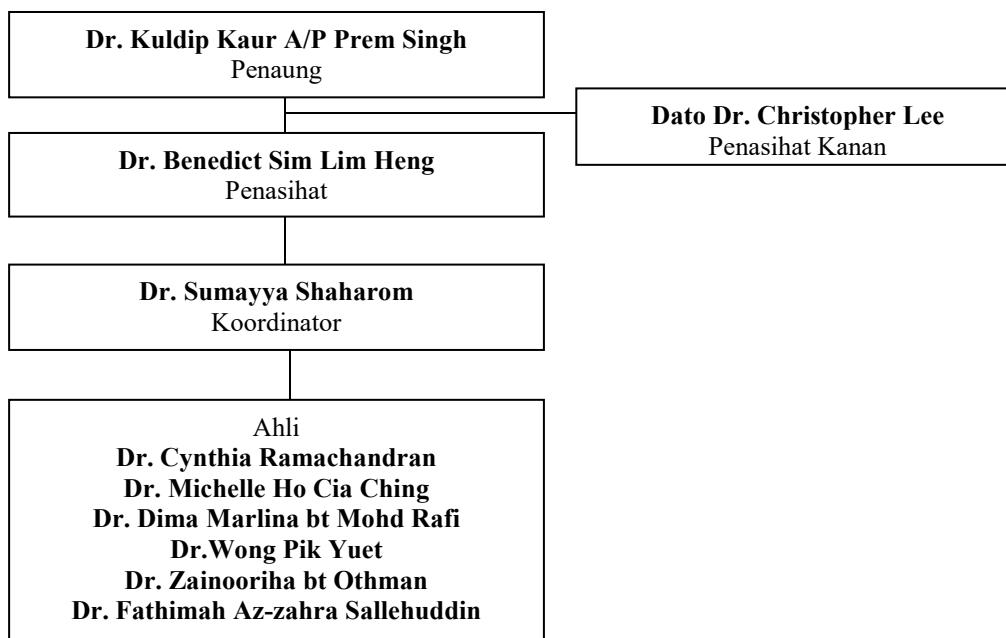 Dr. Kuldip Kaur A/P Prem Singh
Penaung
Dato Dr. Christopher Lee
Penasihat Kanan
Dr. Benedict Sim Lim Heng
Penasihat
Dr. Sumayya Shaharom
Koordinator
Ahli
Dr. Cynthia Ramachandran
Dr. Michelle Ho Cia Ching
Dr. Dima Marlina bt Mohd Rafi
Dr.Wong Pik Yuet
Dr. Zainooriha bt Othman
Dr. Fathimah Az-zahra Sallehuddin